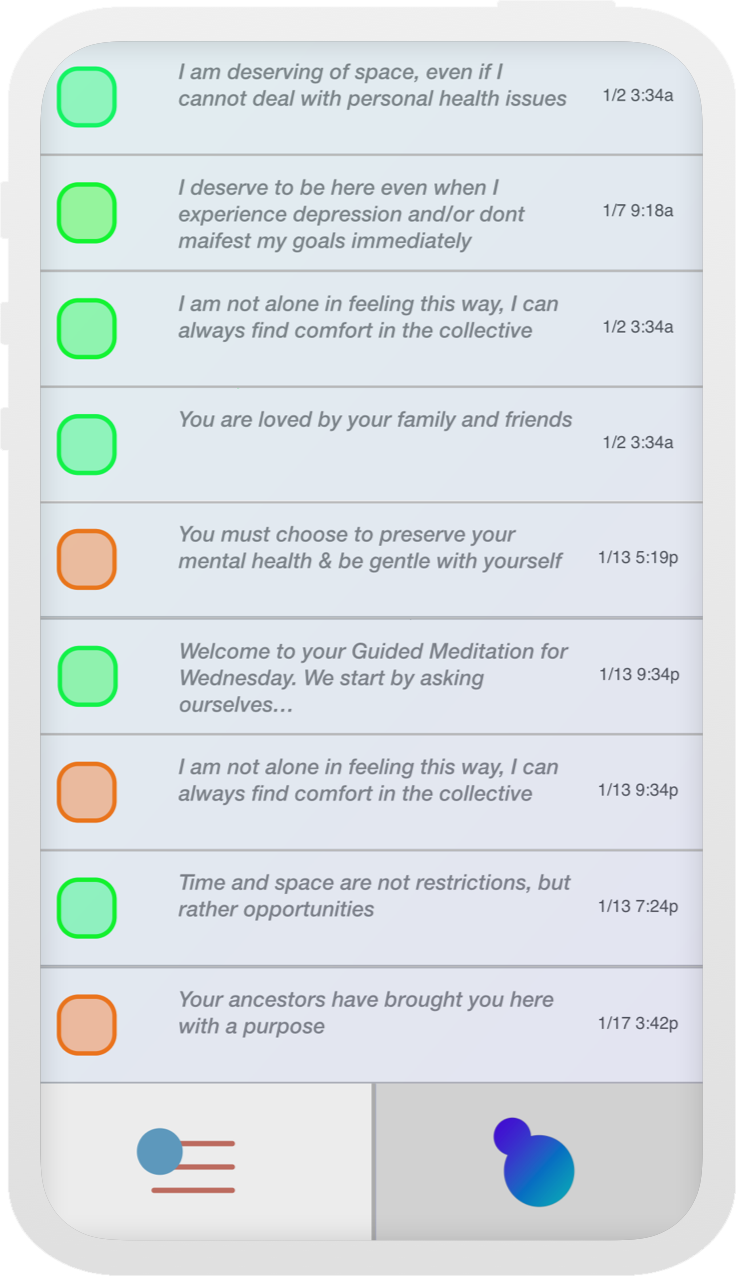 I am deserving of space, even if I
cannot deal with personal health issues
1/2 3:34a
I deserve to be here even when I
experience depression and/or dont
maifest my goals immediately
1/7 9:18a
I am not alone in feeling this way, I can
always find comfort in the collective
1/2 3:34a
You are loved by your family and friends
1/2 3:34a
You must choose to preserve your
mental health & be gentle with yourself
1/13 5:19p
Welcome to your Guided Meditation for
Wednesday. We start by asking
ourselves...
1/13 9:34p
I am not alone in feeling this way, I can
always find comfort in the collective
1/13 9:34p
Time and space are not restrictions, but
rather opportunities
1/13 7:24p
Your ancestors have brought you here
with a purpose
1/17 3:42p